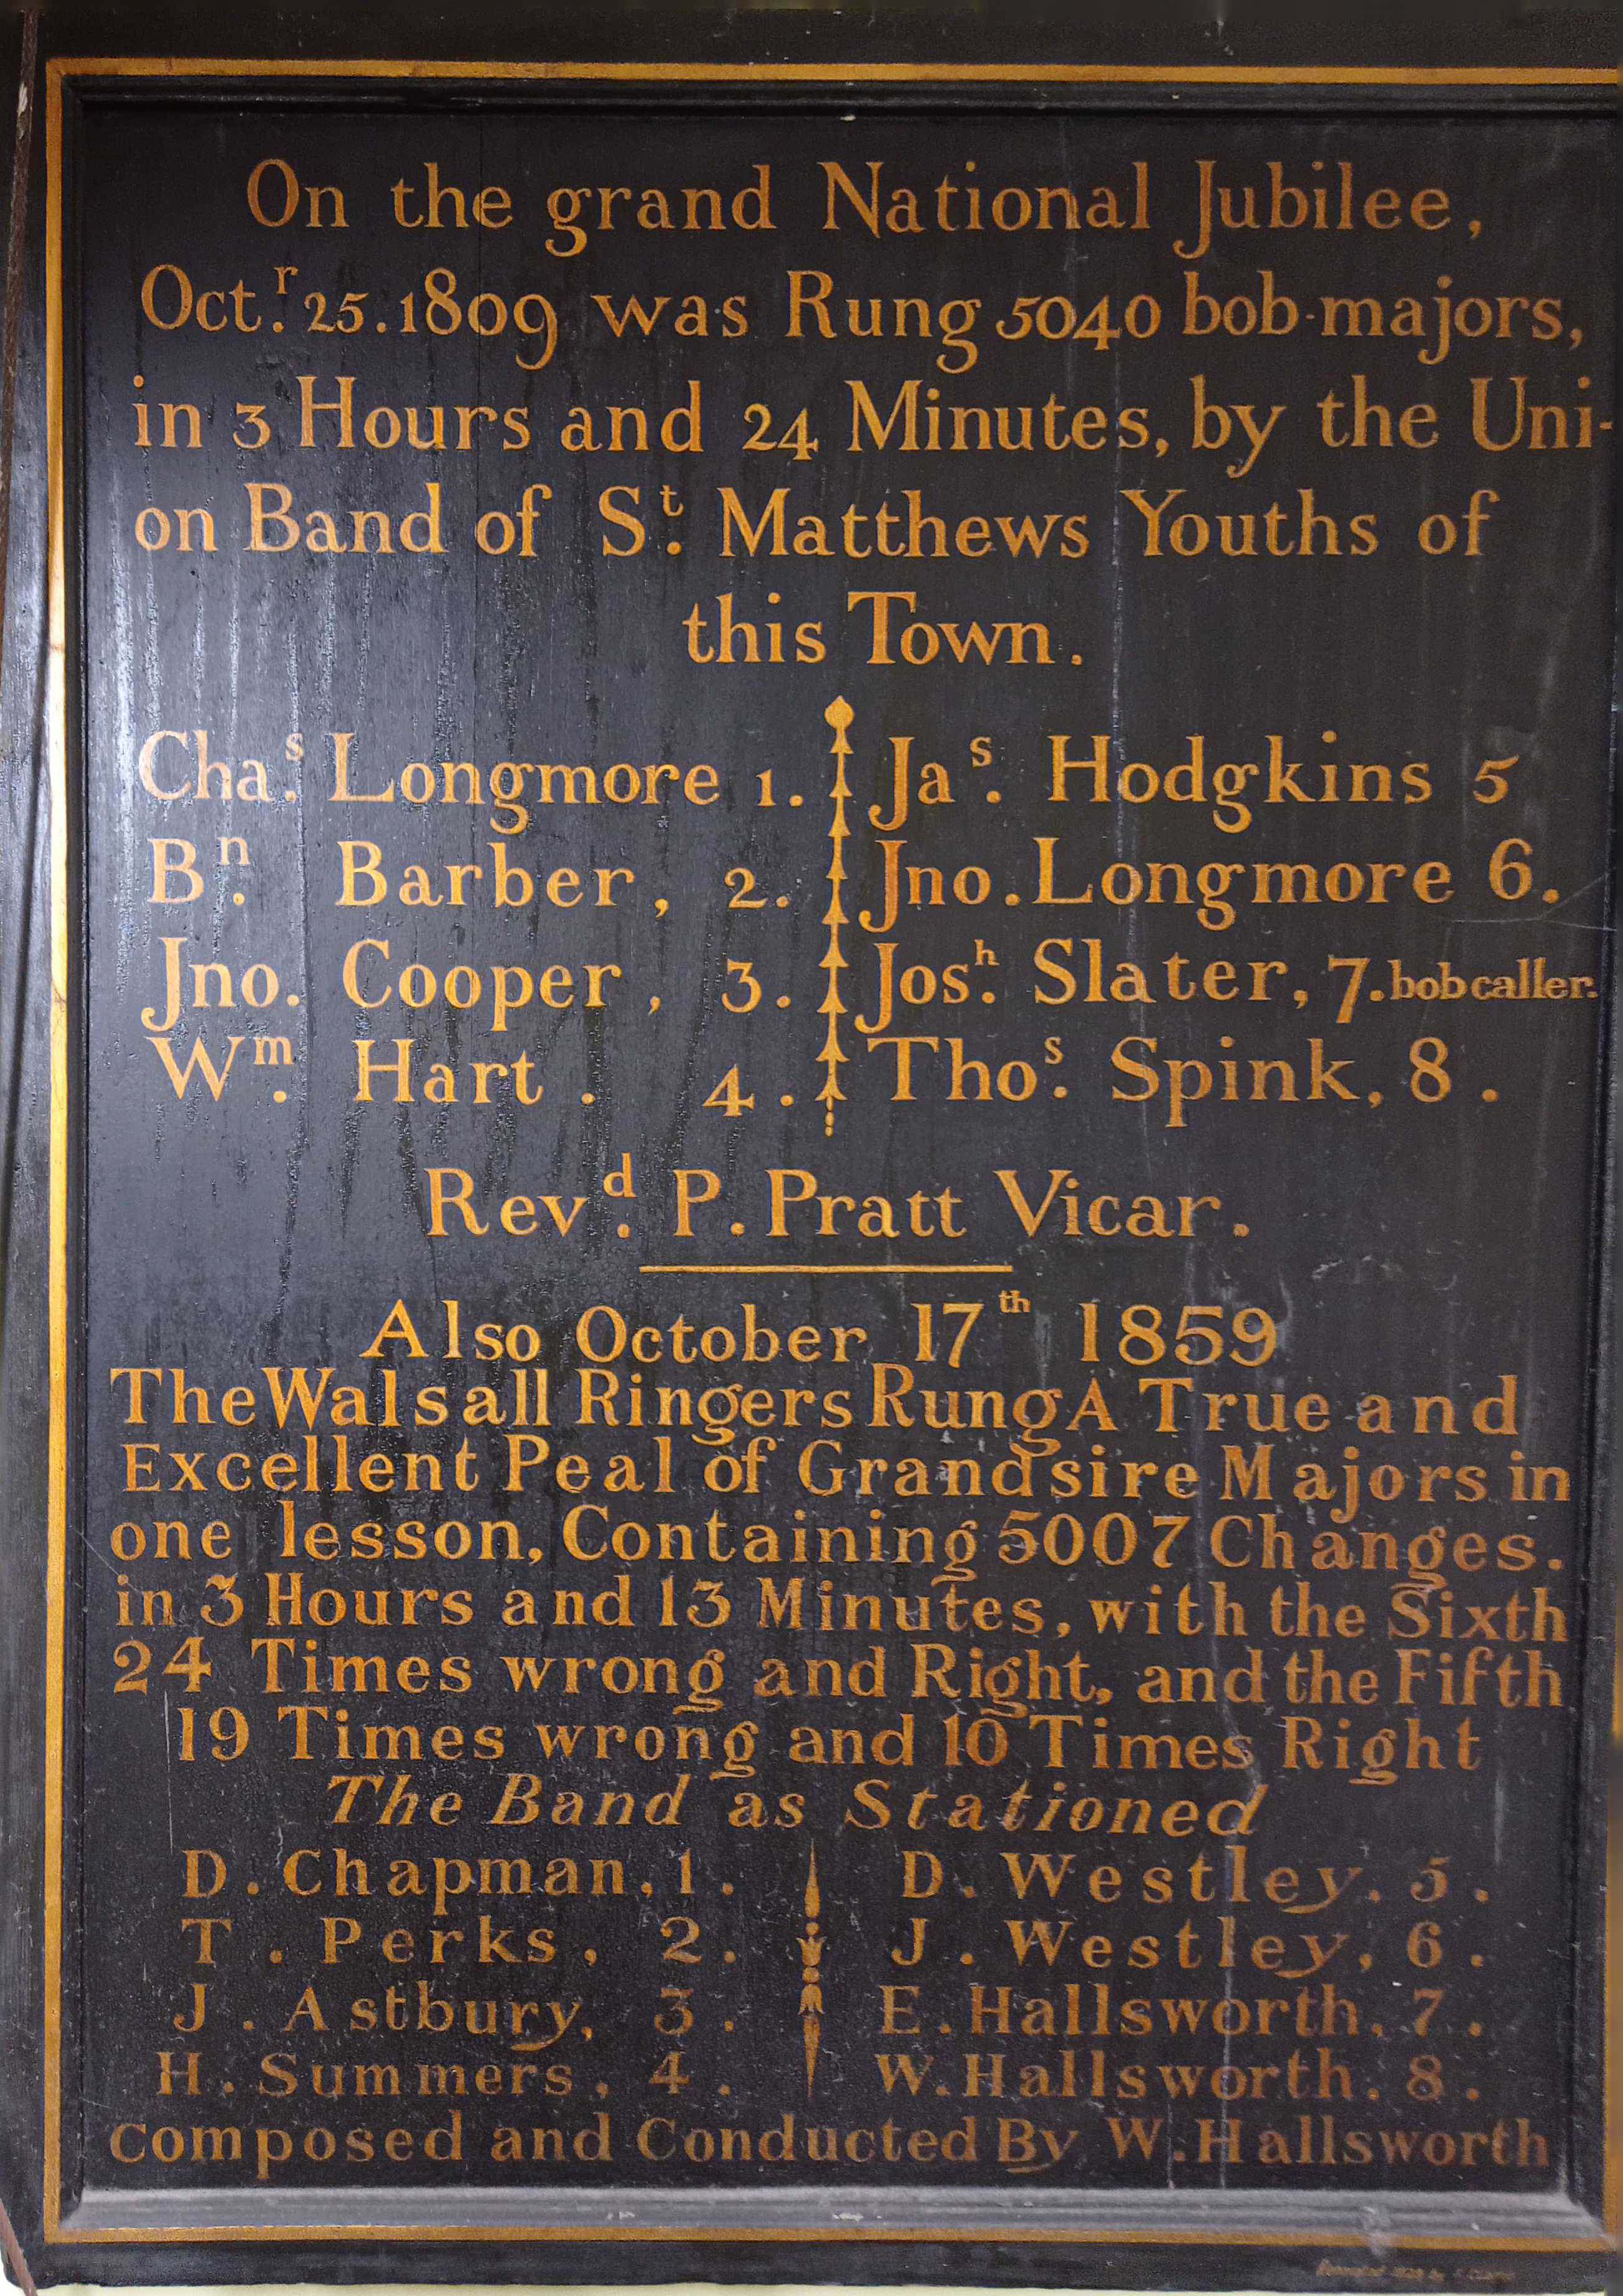 On the grand National Jubilee,
Oct.r 25. 1809 was Rung 5040 bob-majors,
in 3 Hours and 24 Minutes, by the Uni-
on Band of St. Matthews Youths of
this Town.
Chas. Longmore 1. Jas. Hodgkins 5
Bn. Barber, 2. Jno. Longmore 6.
Jno. Cooper, 3. Josh. Slater, 7. bob caller.
Wm. Hart. 4. Thos. Spink, 8.
Revd. P. Pratt Vicar.
Also October 17th 1859
The Walsall Ringers Rung A True and
Excellent Peal of Grandsire Majors in
one lesson, Containing 5007 Changes.
in 3 Hours and 13 Minutes, with the Sixth
24 Times wrong and Right, and the Fifth
19 Times wrong and 10 Times Right
The Band as Stationed
D. Chapman, 1. D. Westley, 5.
T. Perks, 2. J. Westley, 6.
J. Astbury, 3. E. Hallsworth, 7.
H. Summers, 4. W. Hallsworth. 8.
Composed and Conducted By W. Hallsworth